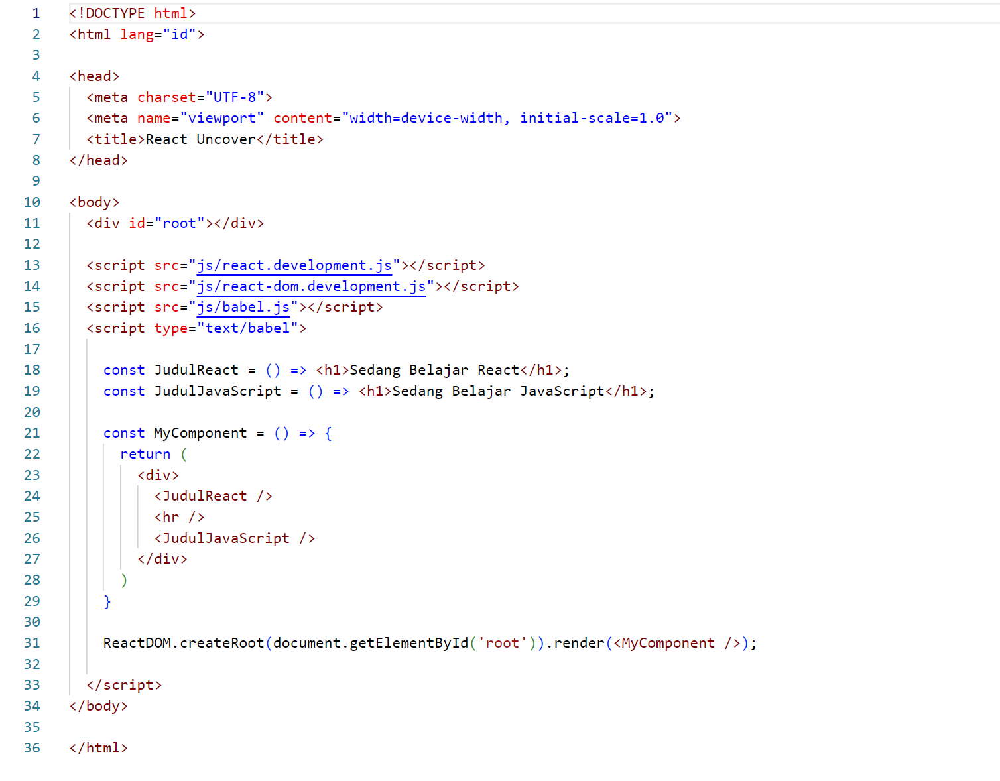 1 <!DOCTYPE html>
2 <html lang="id">
3
4 <head>
5   <meta charset="UTF-8">
6   <meta name="viewport" content="width=device-width, initial-scale=1.0">
7   <title>React Uncover</title>
8 </head>
9
10 <body>
11   <div id="root"></div>
12
13   <script src="js/react.development.js"></script>
14   <script src="js/react-dom.development.js"></script>
15   <script src="js/babel.js"></script>
16   <script type="text/babel">
17
18     const JudulReact = () => <h1>Sedang Belajar React</h1>;
19     const JudulJavaScript = () => <h1>Sedang Belajar JavaScript</h1>;
20
21     const MyComponent = () => {
22       return (
23         <div>
24           <JudulReact />
25           <hr />
26           <JudulJavaScript />
27         </div>
28       )
29     }
30
31     ReactDOM.createRoot(document.getElementById('root')).render(<MyComponent />);
32
33   </script>
34 </body>
35
36 </html>